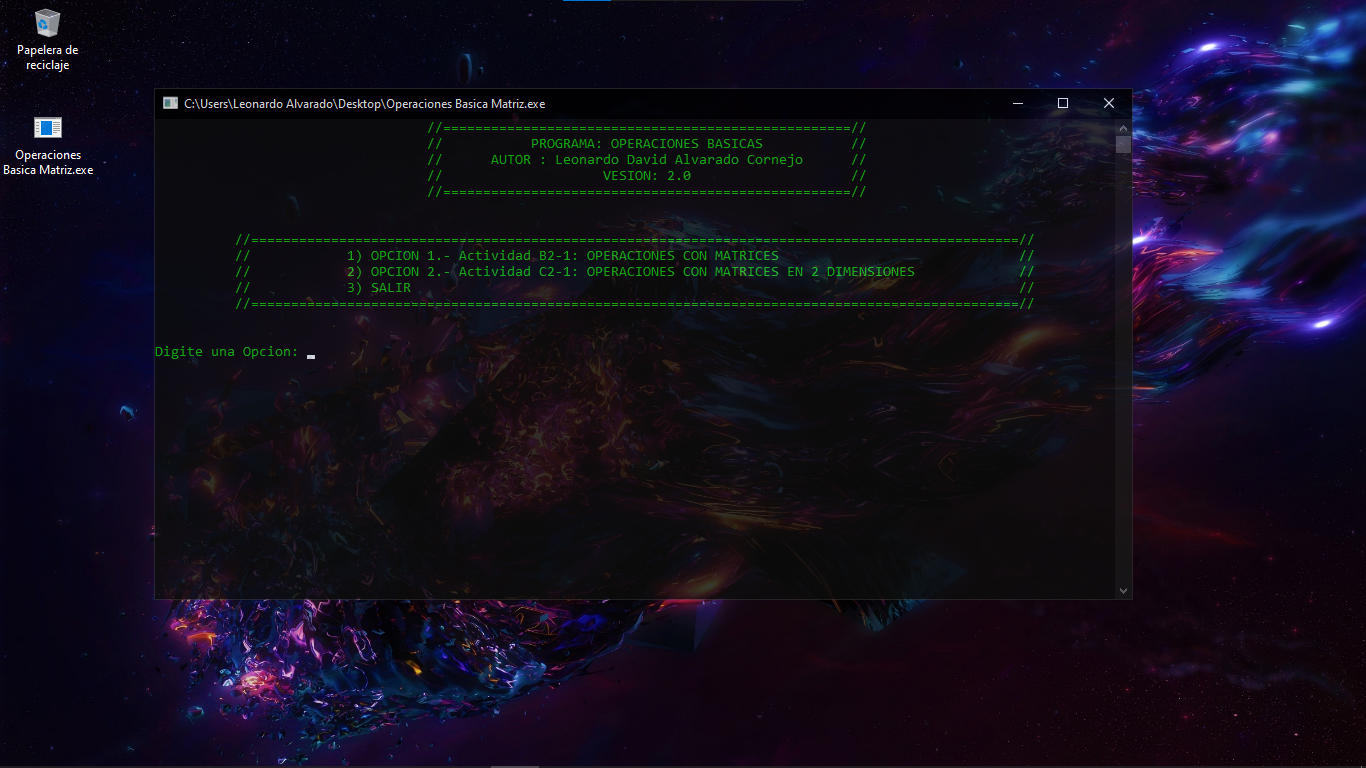 Papelera de
reciclaje
Operaciones
Basica Matriz.exe
C:\Users\Leonardo Alvarado\Desktop\Operaciones Basica Matriz.exe
//===================================================//
// PROGRAMA: OPERACIONES BASICAS //
// AUTOR : Leonardo David Alvarado Cornejo //
// VESION: 2.0 //
//===================================================//
//================================================================================================//
// 1) OPCION 1.- Actividad B2-1: OPERACIONES CON MATRICES //
// 2) OPCION 2.- Actividad C2-1: OPERACIONES CON MATRICES EN 2 DIMENSIONES //
// 3) SALIR //
//================================================================================================//
Digite una Opcion: